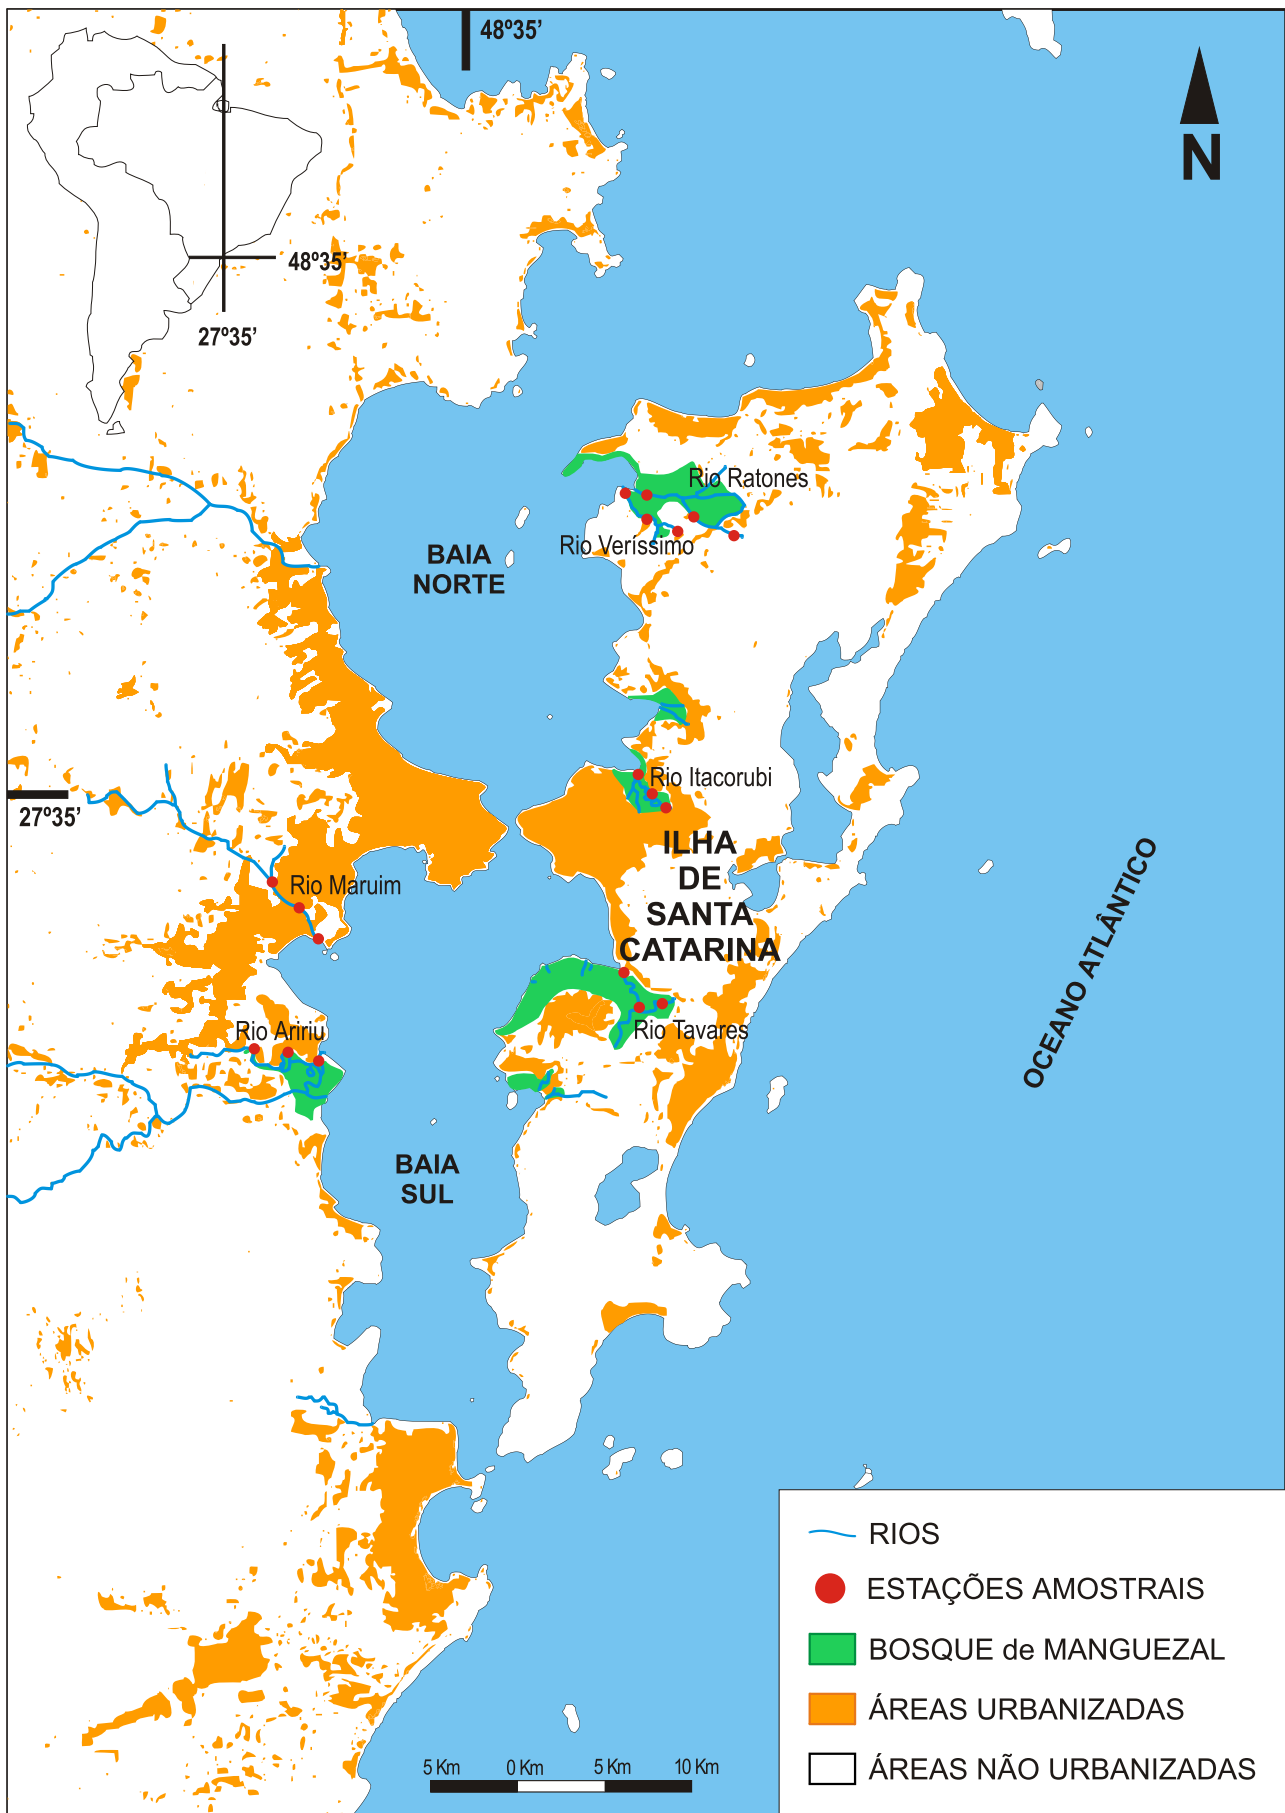 48º35’
N
48º35’
27º35’
Rio Ratones
Rio Veríssimo
BAIA
NORTE
Rio Itacorubi
27º35’
ILHA
DE
SANTA
CATARINA
Rio Maruim
OCEANO ATLÂNTICO
Rio Aririu
Rio Tavares
BAIA
SUL
RIOS
ESTAÇÕES AMOSTRAIS
BOSQUE de MANGUEZAL
ÁREAS URBANIZADAS
ÁREAS NÃO URBANIZADAS
5 Km 0 Km 5 Km 10 Km